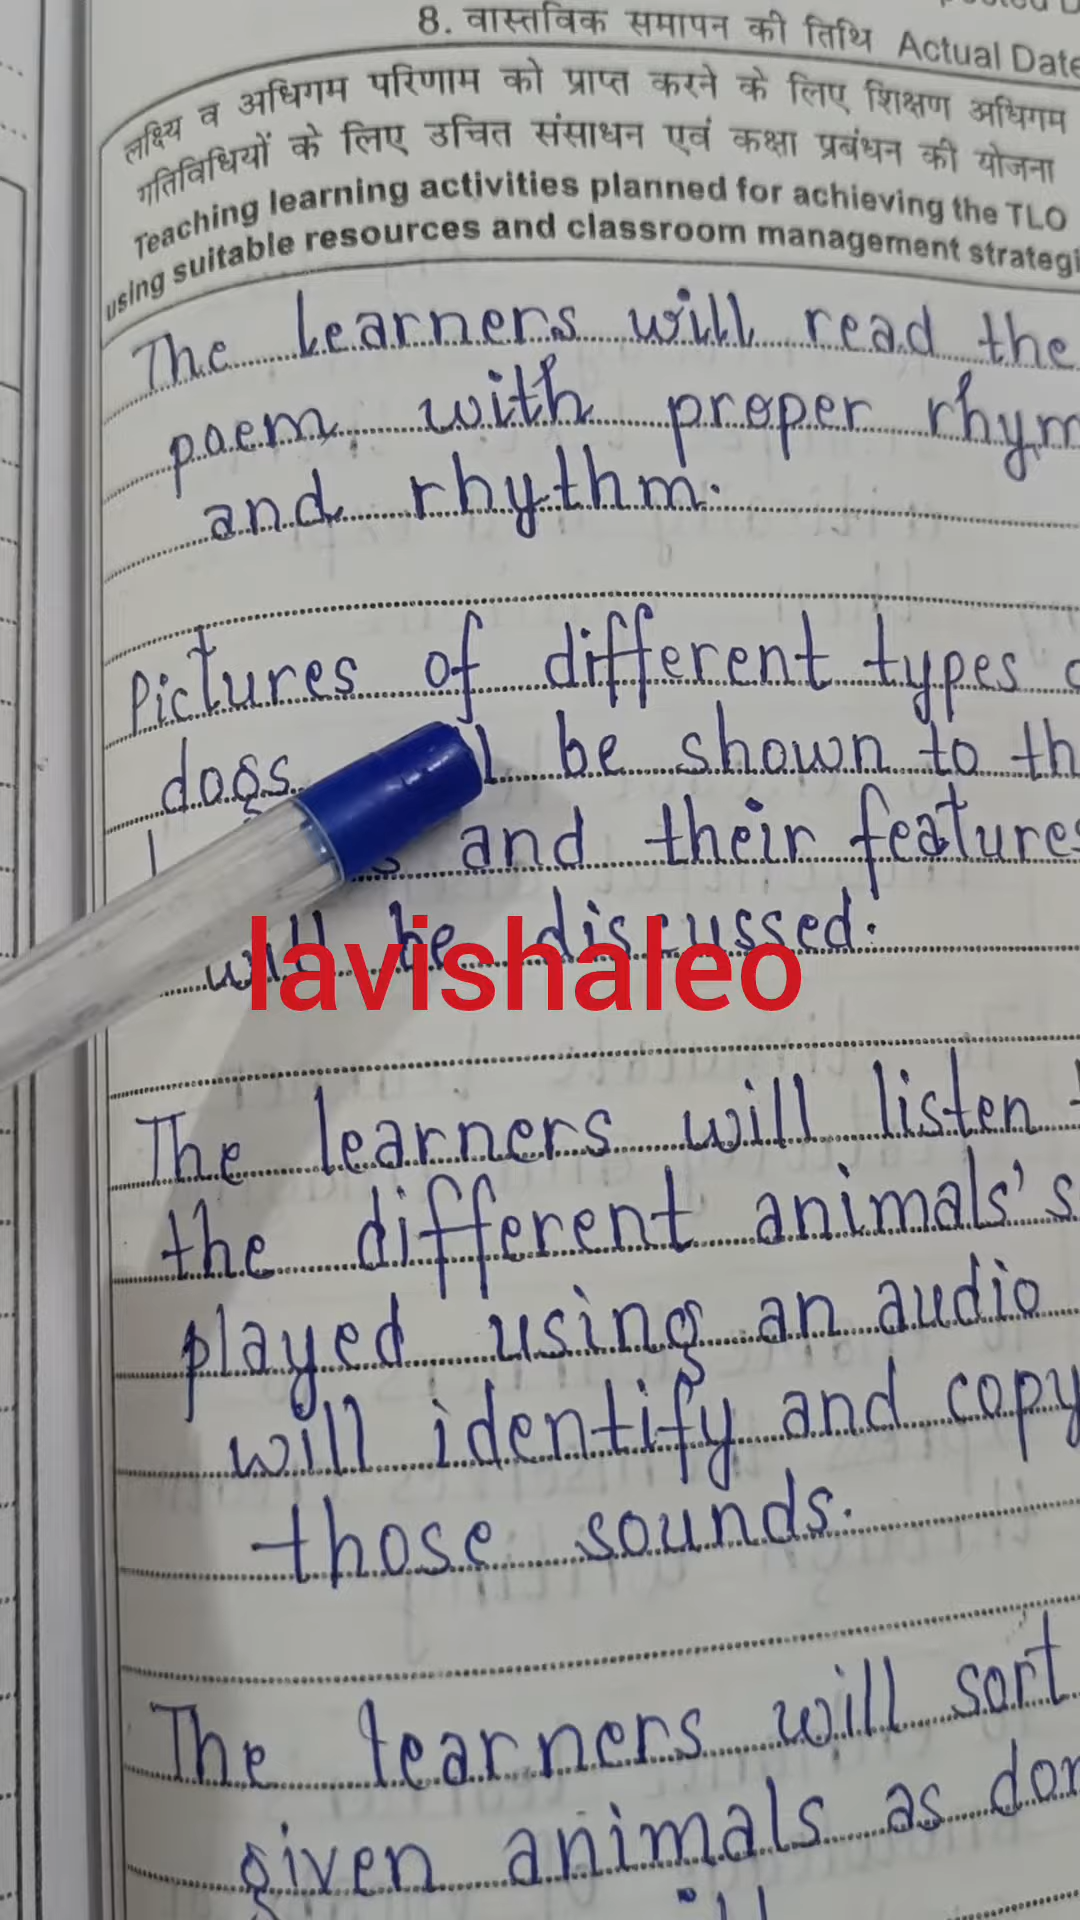 8. वास्तविक समापन की तिथि Actual Date
लक्ष्यि व अधिगम परिणाम को प्राप्त करने के लिए शिक्षण अधिगम
गतिविधियों के लिए उचित संसाधन एवं कक्षा प्रबंधन की योजना
Teaching learning activities planned for achieving the TLO
using suitable resources and classroom management strategi
The learners will read the
poem with proper rhym
and rhythm.
Pictures of different types
dogs be shown to th
and their features
will be discussed.
lavishaleo
The learners will listen
the different animals's
played using an audio
will identify and copy
those sounds.
The learners will sort
given animals as dom